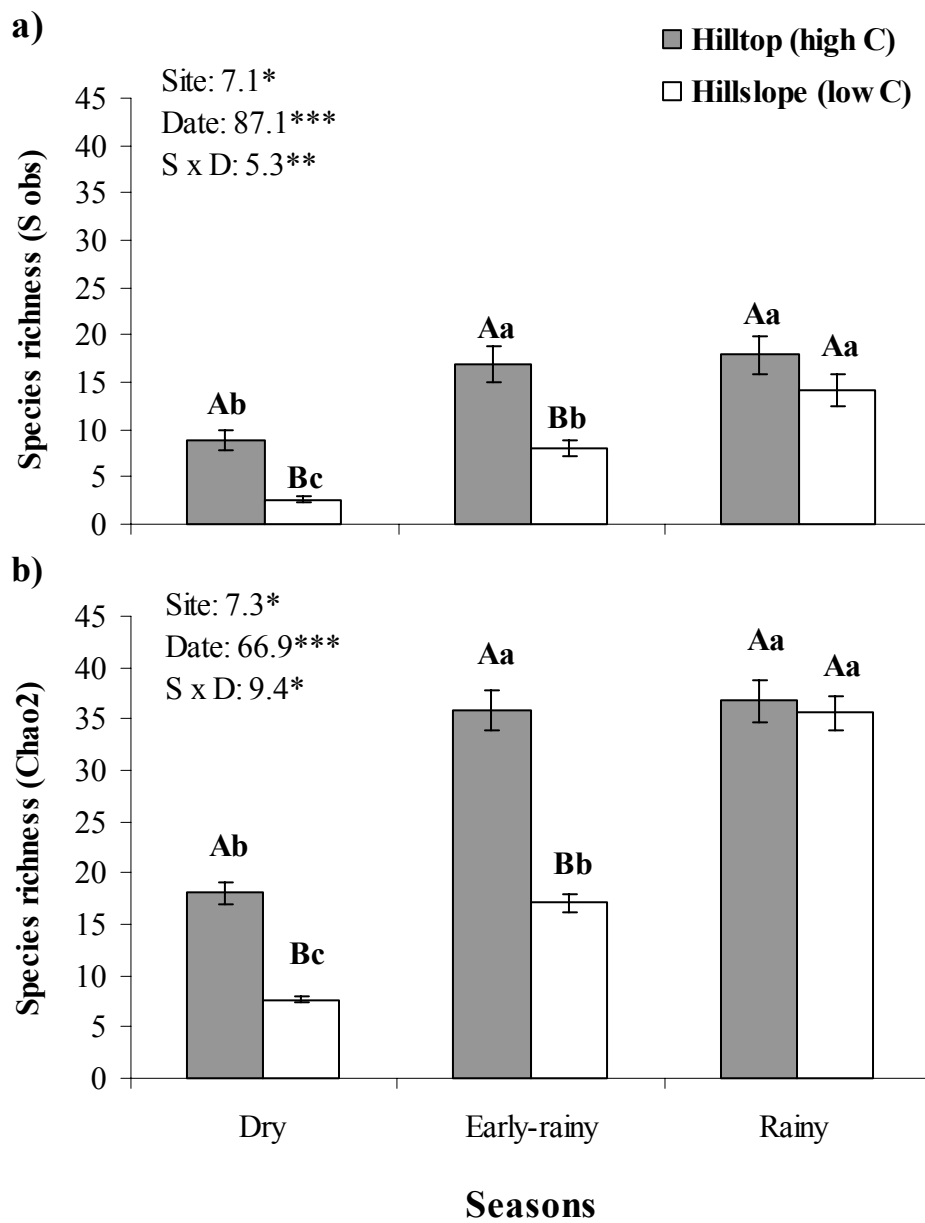 a)
Hilltop (high C)
Hillslope (low C)
Site: 7.1*
Date: 87.1***
S x D: 5.3**
Species richness (S obs)
45
40
35
30
25
20
15
10
5
0
Ab
Bc
Aa
Bb
Aa
Aa
b)
Site: 7.3*
Date: 66.9***
S x D: 9.4*
Species richness (Chao2)
45
40
35
30
25
20
15
10
5
0
Ab
Bc
Aa
Bb
Aa
Aa
Dry
Early-rainy
Rainy
Seasons